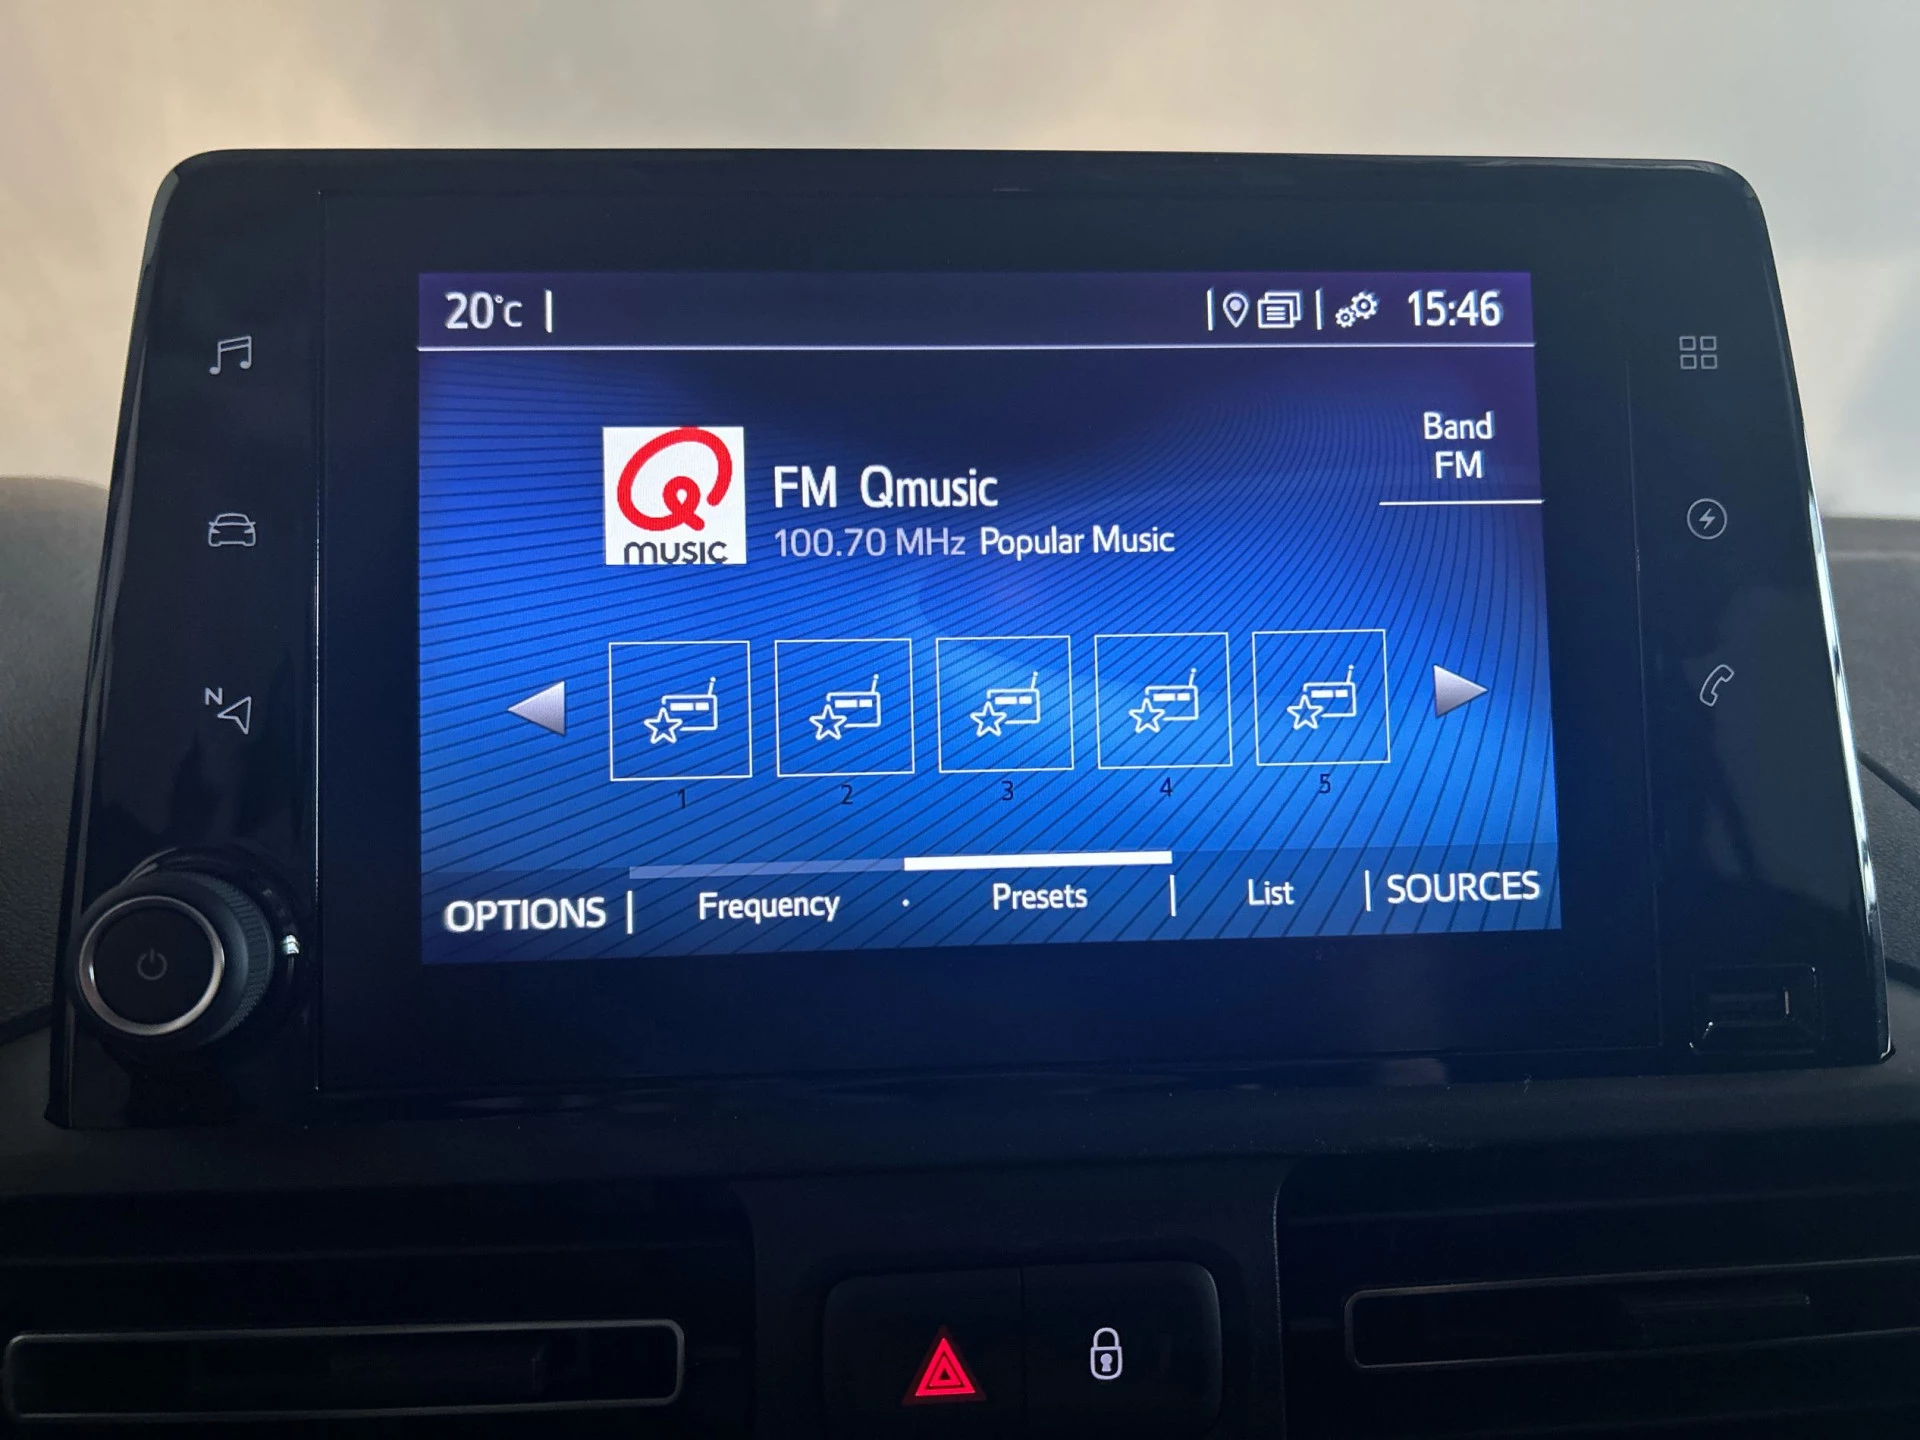 20°C
15:46
N
Band
FM
MUSIC
FM Qmusic
100.70 MHz Popular Music
1 2 3 4 5
OPTIONS Frequency Presets List SOURCES